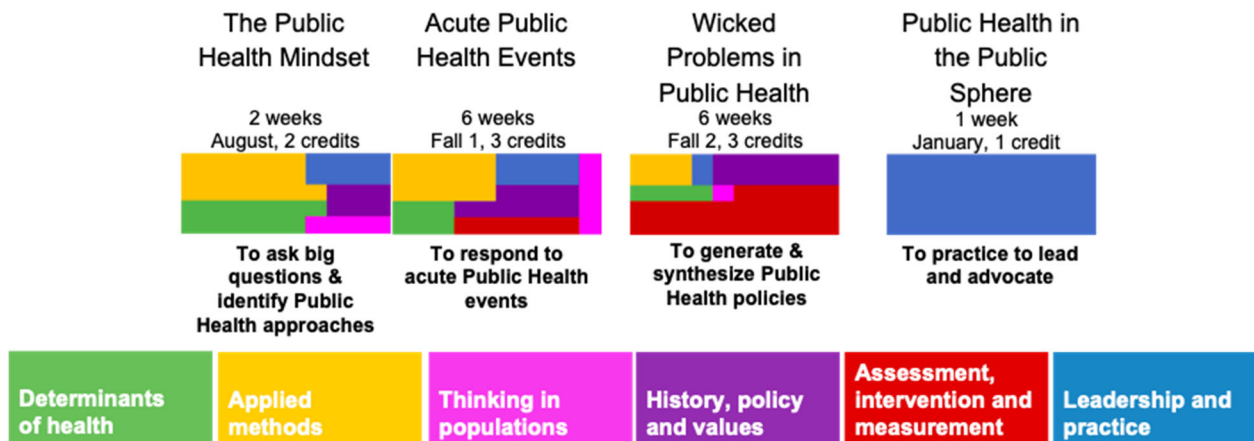 The Public
Health Mindset
2 weeks
August, 2 credits
To ask big
questions &
identify Public
Health approaches
Acute Public
Health Events
6 weeks
Fall 1, 3 credits
To respond to
acute Public Health
events
Wicked
Problems in
Public Health
6 weeks
Fall 2, 3 credits
To generate &
synthesize Public
Health policies
Public Health in
the Public
Sphere
1 week
January, 1 credit
To practice to lead
and advocate
Determinants
of health
Applied
methods
Thinking in
populations
History, policy
and values
Assessment,
intervention and
measurement
Leadership and
practice